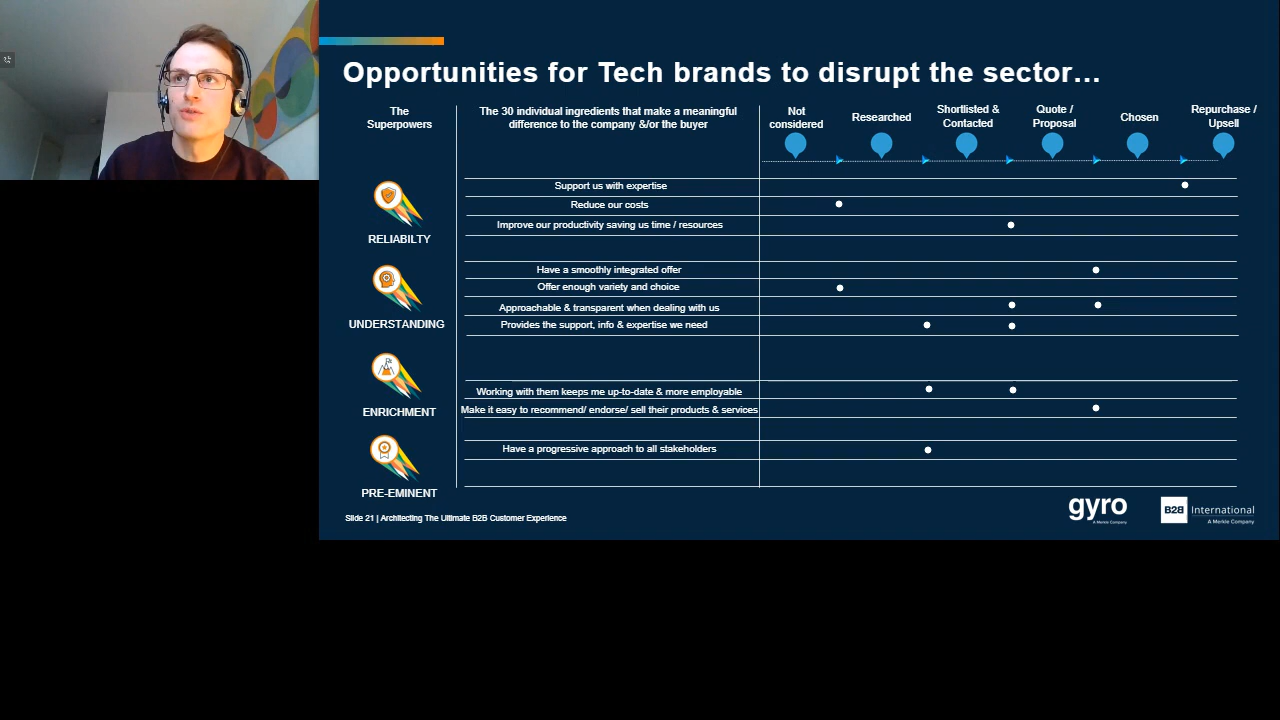 Opportunities for Tech brands to disrupt the sector…
The
Superpowers
The 30 individual ingredients that make a meaningful
difference to the company &/or the buyer
Not
considered
Researched
Shortlisted &
Contacted
Quote /
Proposal
Chosen
Repurchase /
Upsell
Support us with expertise
Reduce our costs
Improve our productivity saving us time / resources
RELIABILTY
Have a smoothly integrated offer
Offer enough variety and choice
Approachable & transparent when dealing with us
Provides the support, info & expertise we need
UNDERSTANDING
Working with them keeps me up-to-date & more employable
Make it easy to recommend/ endorse/ sell their products & services
ENRICHMENT
Have a progressive approach to all stakeholders
PRE-EMINENT
Slide 21 | Architecting The Ultimate B2B Customer Experience
gyro
A Merkle Company
B2B International
A Merkle Company